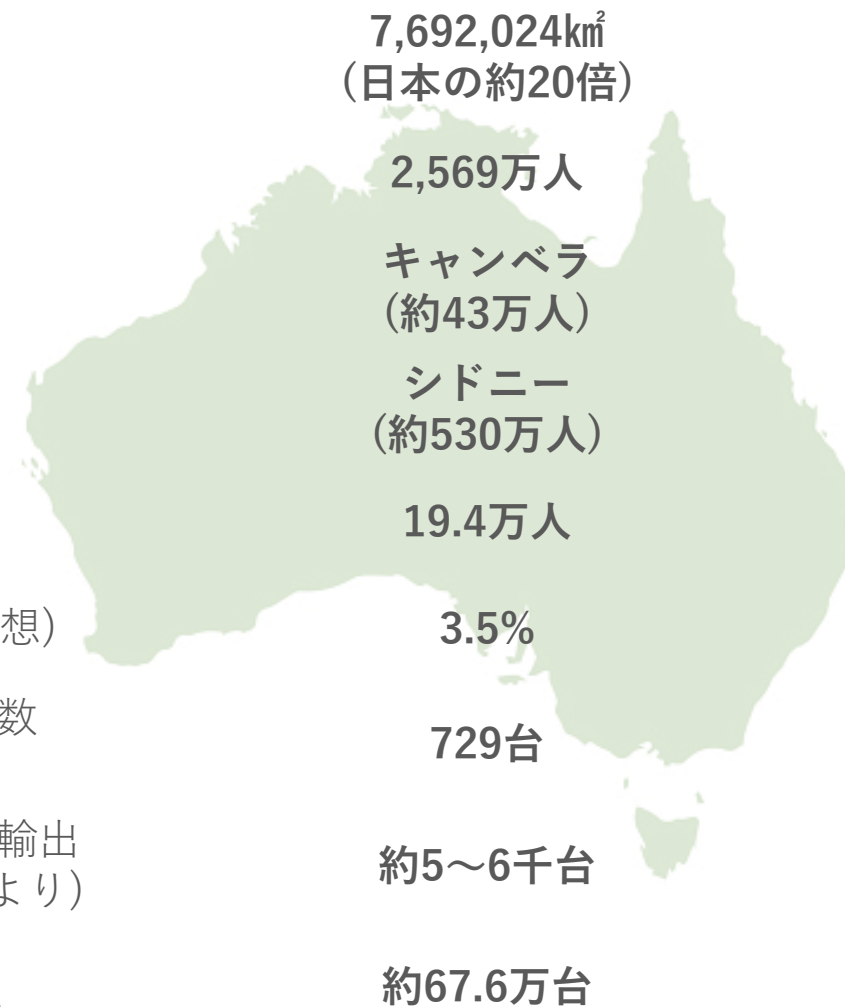 7,692,024㎢
(日本の約20倍)
2,569万人
キャンベラ
(約43万人)
シドニー
(約530万人)
19.4万人
想) 3.5%
数
729台
輸出
より)
約5～6千台
約67.6万台